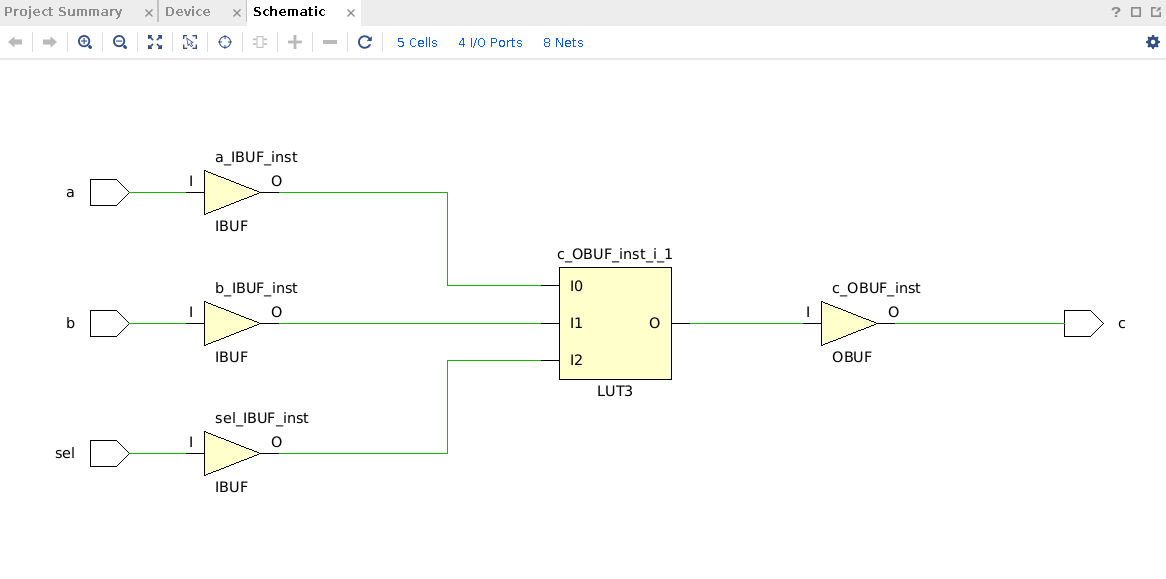 Project Summary × Device × Schematic ×
? 
5 Cells 4 I/O Ports 8 Nets
a_IBUF_inst
a I O
IBUF
c_OBUF_inst_i_1
I0
b_IBUF_inst
c_OBUF_inst
b I O
I1 O
I O c
IBUF
OBUF
I2
LUT3
sel_IBUF_inst
sel I O
IBUF